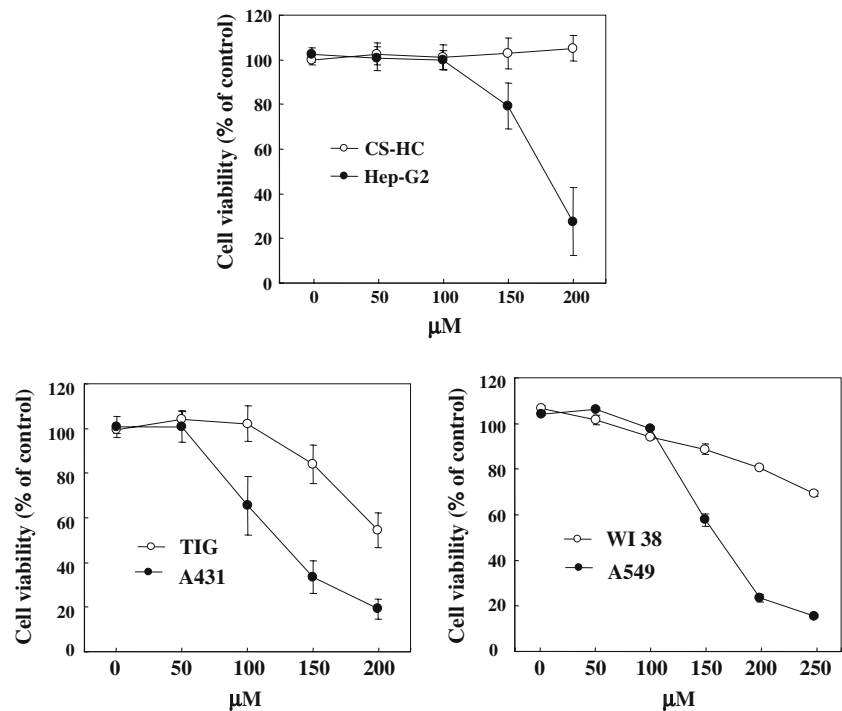 Cell viability (% of control)
120
100
80
60
40
20
0
CS-HC
Hep-G2
0 50 100 150 200
µM
Cell viability (% of control)
120
100
80
60
40
20
0
TIG
A431
0 50 100 150 200
µM
Cell viability (% of control)
120
100
80
60
40
20
0
WI 38
A549
0 50 100 150 200 250
µM